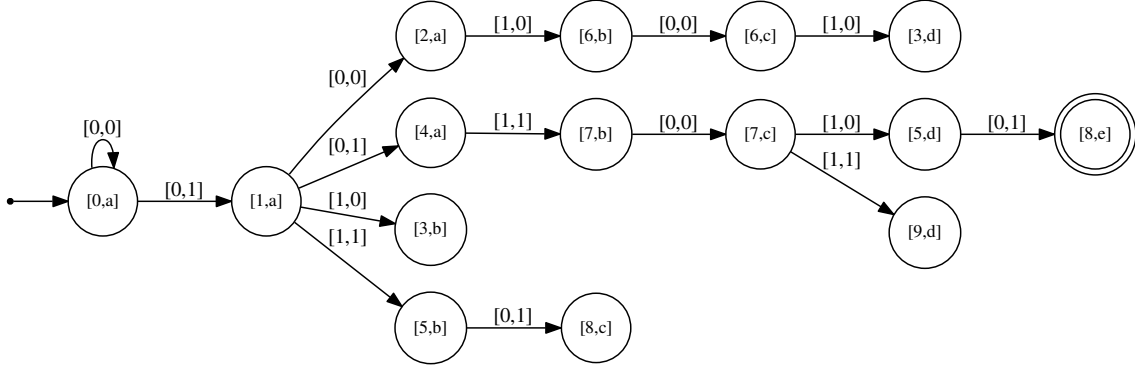 [2,a] [1,0] [6,b] [0,0] [6,c] [1,0] [3,d]
[0,0]
[0,0] [4,a] [1,1] [7,b] [0,0] [7,c] [1,0] [5,d] [0,1] [8,e]
[0,1] [1,1]
[0,a] [0,1] [1,a] [1,0] [3,b] [9,d]
[1,1]
[5,b] [0,1] [8,c]